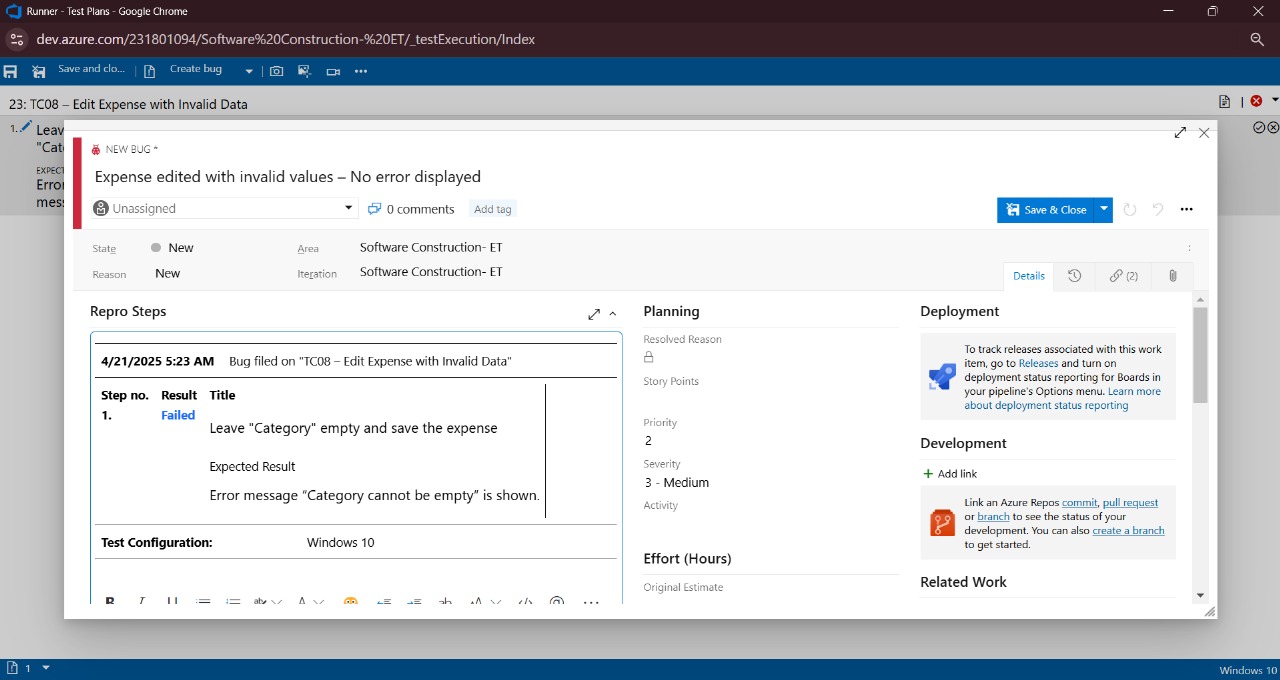 Runner - Test Plans - Google Chrome
dev.azure.com/231801094/Software%20Construction-%20ET/_testExecution/Index
Save and clo... Create bug
23: TC08 – Edit Expense with Invalid Data
1. Leav
"Cat
EXPECT
Error
mess
NEW BUG *
Expense edited with invalid values – No error displayed
Unassigned 0 comments Add tag Save & Close
State New Area Software Construction- ET
Reason New Iteration Software Construction- ET
Details (2)
Repro Steps
4/21/2025 5:23 AM Bug filed on "TC08 – Edit Expense with Invalid Data"
Step no. Result Title
1. Failed
Leave "Category" empty and save the expense
Expected Result
Error message “Category cannot be empty” is shown.
Test Configuration: Windows 10
Planning
Resolved Reason
Story Points
Priority
2
Severity
3 - Medium
Activity
Effort (Hours)
Original Estimate
Deployment
To track releases associated with this work
item, go to Releases and turn on
deployment status reporting for Boards in
your pipeline's Options menu. Learn more
about deployment status reporting
Development
+ Add link
Link an Azure Repos commit, pull request
or branch to see the status of your
development. You can also create a branch
to get started.
Related Work
1
Windows 10